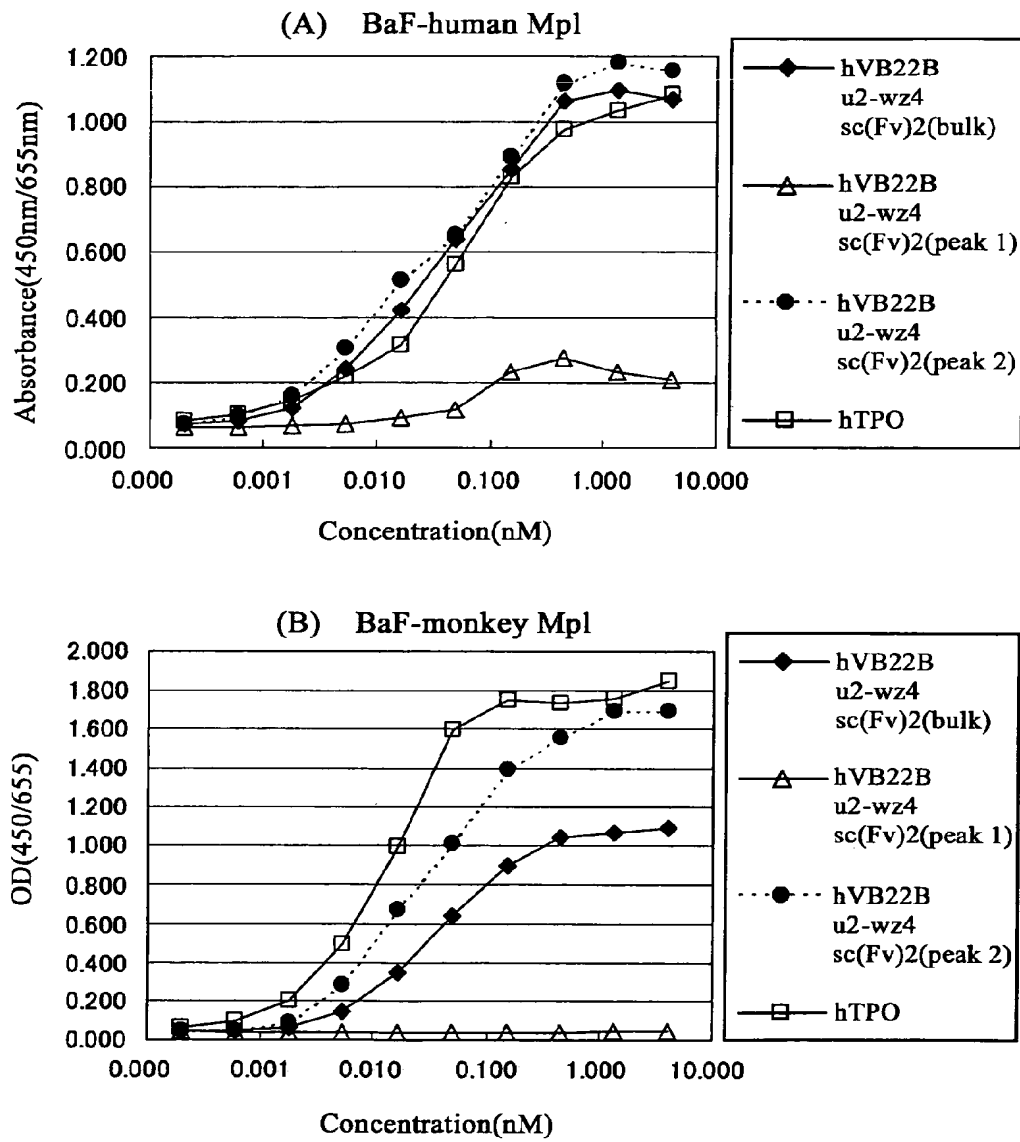 (A) BaF-human Mpl
Absorbance(450nm/655nm)
1.200
1.000
0.800
0.600
0.400
0.200
0.000
0.000 0.001 0.010 0.100 1.000 10.000
Concentration(nM)
hVB22B
u2-wz4
sc(Fv)2(bulk)
hVB22B
u2-wz4
sc(Fv)2(peak 1)
hVB22B
u2-wz4
sc(Fv)2(peak 2)
hTPO
(B) BaF-monkey Mpl
OD(450/655)
2.000
1.800
1.600
1.400
1.200
1.000
0.800
0.600
0.400
0.200
0.000
0.000 0.001 0.010 0.100 1.000 10.000
Concentration(nM)
hVB22B
u2-wz4
sc(Fv)2(bulk)
hVB22B
u2-wz4
sc(Fv)2(peak 1)
hVB22B
u2-wz4
sc(Fv)2(peak 2)
hTPO